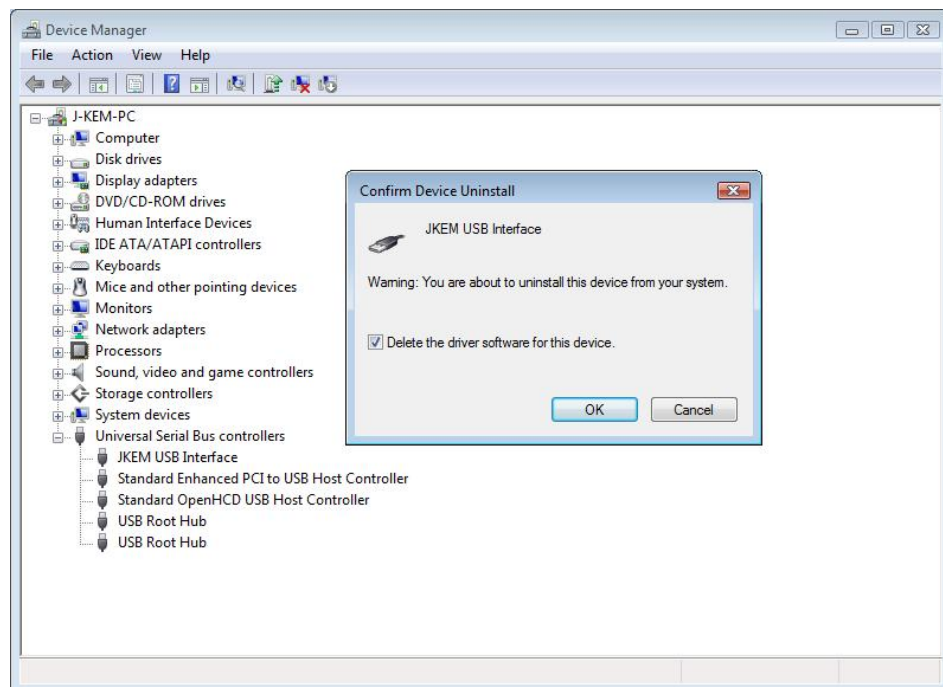 Device Manager
File Action View Help
J-KEM-PC
Computer
Disk drives
Display adapters
DVD/CD-ROM drives
Human Interface Devices
IDE ATA/ATAPI controllers
Keyboards
Mice and other pointing devices
Monitors
Network adapters
Processors
Sound, video and game controllers
Storage controllers
System devices
Universal Serial Bus controllers
JKEM USB Interface
Standard Enhanced PCI to USB Host Controller
Standard OpenHCD USB Host Controller
USB Root Hub
USB Root Hub
Confirm Device Uninstall
JKEM USB Interface
Warning: You are about to uninstall this device from your system.
Delete the driver software for this device.
OK Cancel